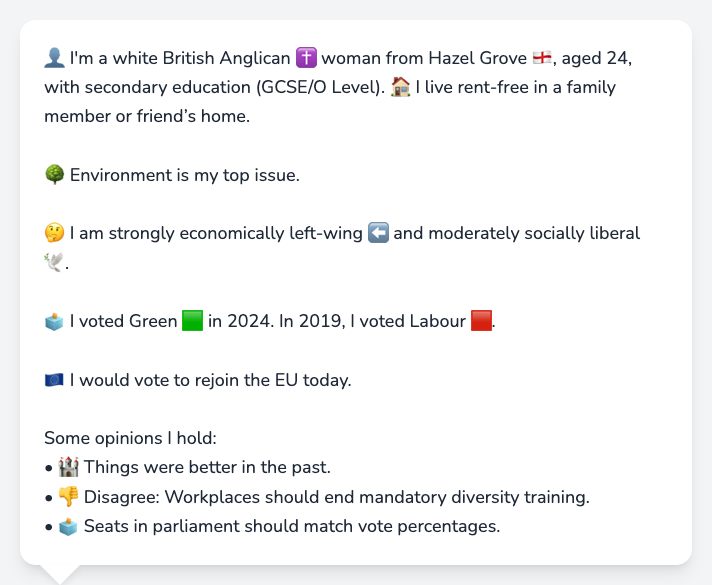 👤 I'm a white British Anglican ✝️ woman from Hazel Grove 🏴󠁧󠁢󠁥󠁮󠁧󠁿, aged 24,
with secondary education (GCSE/O Level). 🏠 I live rent-free in a family
member or friend’s home.
🌳 Environment is my top issue.
🤔 I am strongly economically left-wing ⬅️ and moderately socially liberal
🕊️.
🗳️ I voted Green 🟩 in 2024. In 2019, I voted Labour 🟥.
🇪🇺 I would vote to rejoin the EU today.
Some opinions I hold:
• 🏰 Things were better in the past.
• 👎 Disagree: Workplaces should end mandatory diversity training.
• 🗳️ Seats in parliament should match vote percentages.